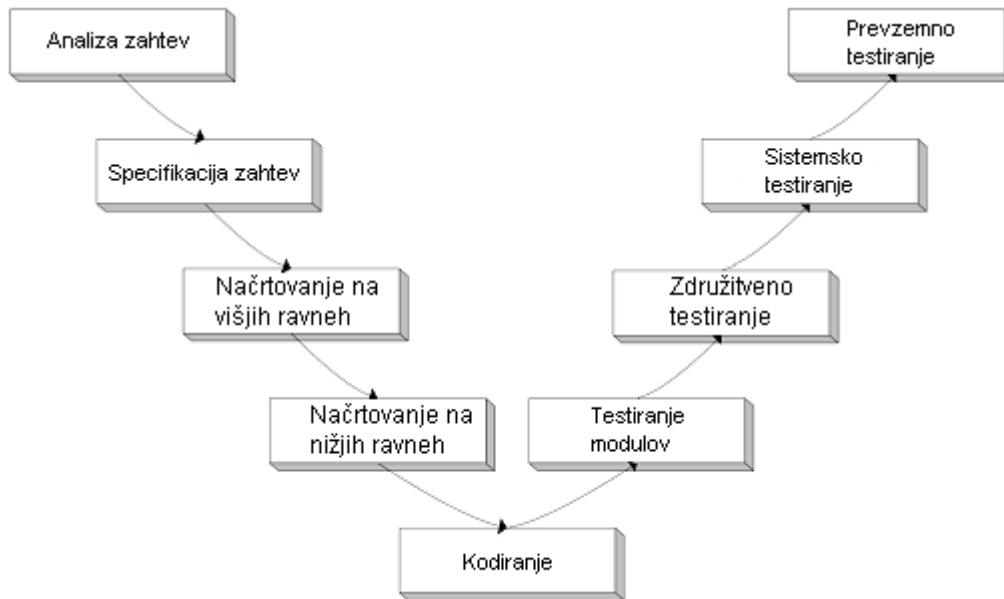 Analiza zahtev
Specifikacija zahtev
Načrtovanje na
višjih ravneh
Načrtovanje na
nižjih ravneh
Kodiranje
Testiranje
modulov
Združitveno
testiranje
Sistemsko
testiranje
Prevzemno
testiranje